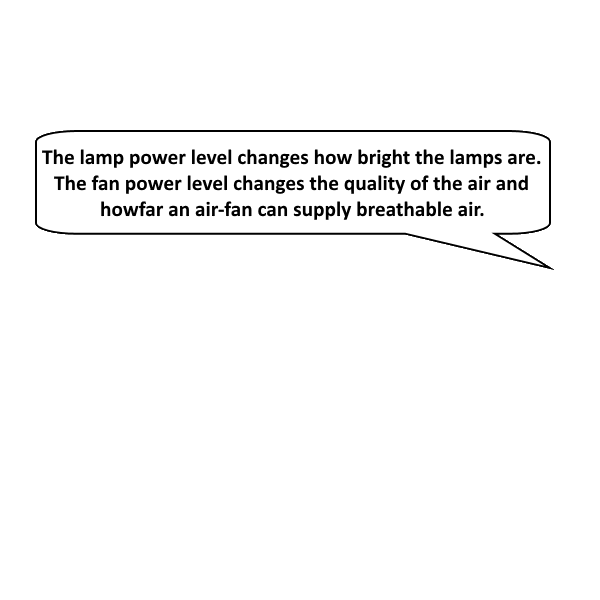 The lamp power level changes how bright the lamps are.
The fan power level changes the quality of the air and
howfar an air-fan can supply breathable air.